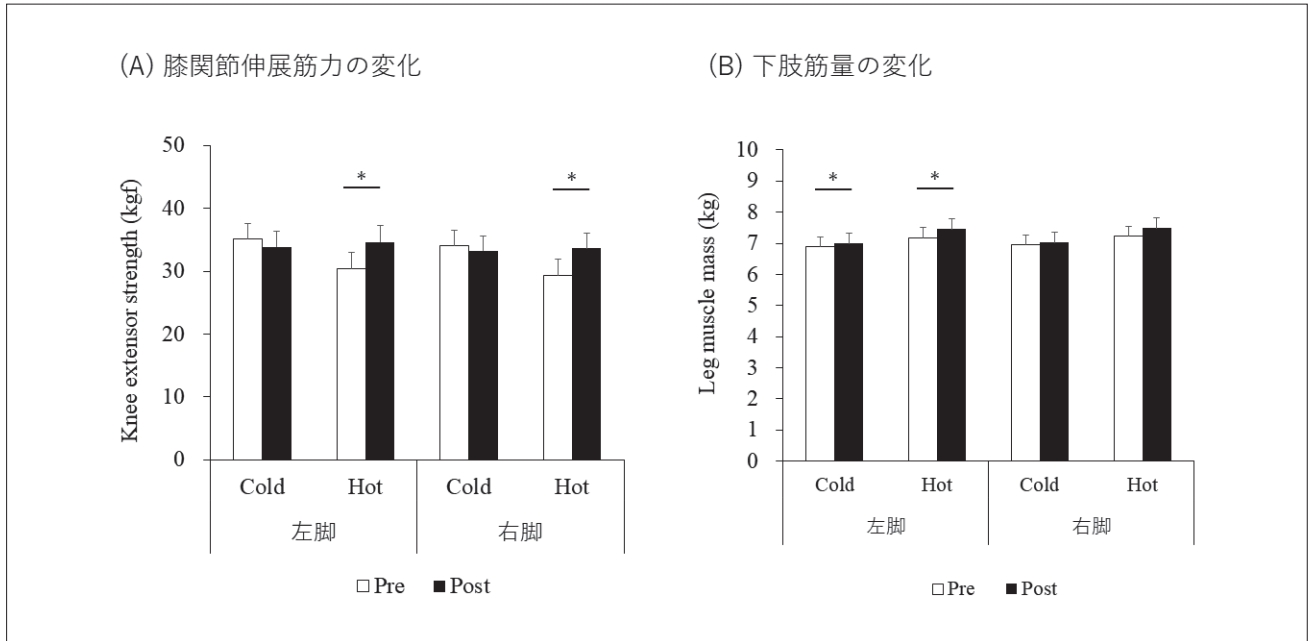 (A) 膝関節伸展筋力の変化
Knee extensor strength (kgf)
50
40
30
20
10
0
*
*
Cold
Hot
Cold
Hot
左脚
右脚
□Pre ■Post
(B) 下肢筋量の変化
Leg muscle mass (kg)
10
9
8
7
6
5
4
3
2
1
0
*
*
Cold
Hot
Cold
Hot
左脚
右脚
□Pre ■Post